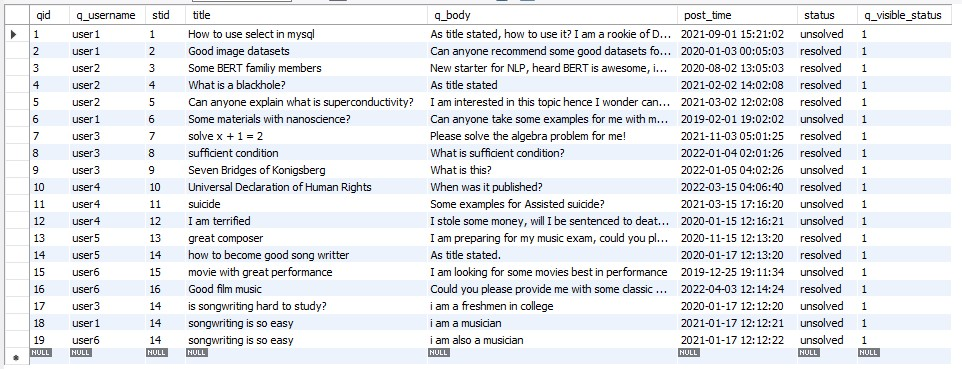 qid q_username stid title q_body post_time status q_visible_status
1 user1 1 How to use select in mysql As title stated, how to use it? I am a rookie of D... 2021-09-01 15:21:02 unsolved 1
2 user1 2 Good image datasets Can anyone recommend some good datasets fo... 2020-01-03 00:05:03 resolved 1
3 user2 3 Some BERT familiy members New starter for NLP, heard BERT is awesome, i... 2020-08-02 13:05:03 resolved 1
4 user2 4 What is a blackhole? As title stated 2021-02-02 14:02:08 resolved 1
5 user2 5 Can anyone explain what is superconductivity? I am interested in this topic hence I wonder can... 2021-03-02 12:02:08 resolved 1
6 user1 6 Some materials with nanoscience? Can anyone take some examples for me with m... 2019-02-01 19:02:02 unsolved 1
7 user3 7 solve x + 1 = 2 Please solve the algebra problem for me! 2021-11-03 05:01:25 resolved 1
8 user3 8 sufficient condition What is sufficient condition? 2022-01-04 02:01:26 resolved 1
9 user3 9 Seven Bridges of Konigsberg What is this? 2022-01-05 04:02:26 unsolved 1
10 user4 10 Universal Declaration of Human Rights When was it published? 2022-03-15 04:06:40 resolved 1
11 user4 11 suicide Some examples for Assisted suicide? 2021-03-15 17:16:20 unsolved 1
12 user4 12 I am terrified I stole some money, will I be sentenced to deat... 2020-01-15 12:16:21 unsolved 1
13 user5 13 great composer I am preparing for my music exam, could you pl... 2020-11-15 12:13:20 resolved 1
14 user5 14 how to become good song writter As title stated. 2020-01-17 12:13:20 resolved 1
15 user6 15 movie with great performance I am looking for some movies best in performance 2019-12-25 19:11:34 unsolved 1
16 user6 16 Good film music Could you please provide me with some classic ... 2022-04-03 12:14:24 resolved 1
17 user3 14 is songwriting hard to study? i am a freshmen in college 2020-01-17 12:12:20 unsolved 1
18 user1 14 songwriting is so easy i am a musician 2021-01-17 12:12:21 unsolved 1
19 user6 14 songwriting is so easy i am also a musician 2021-01-17 12:12:22 unsolved 1
NULL NULL NULL NULL NULL NULL NULL NULL